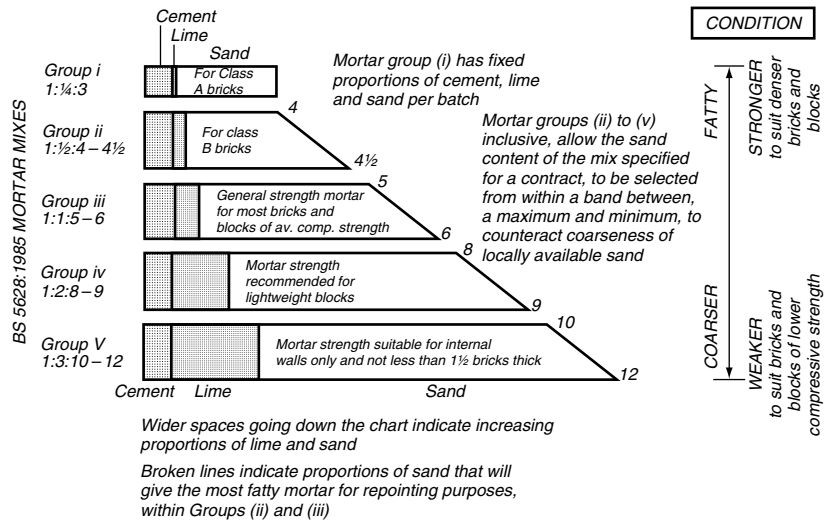 Cement
Lime
Sand
CONDITION
BS 5628:1985 MORTAR MIXES
Group i
1:¼:3
For Class
A bricks
Mortar group (i) has fixed
proportions of cement, lime
and sand per batch
Group ii
1:½:4–4½
For class
B bricks
4
4½
Mortar groups (ii) to (v)
inclusive, allow the sand
content of the mix specified
for a contract, to be selected
from within a band between,
a maximum and minimum, to
counteract coarseness of
locally available sand
Group iii
1:1:5–6
General strength mortar
for most bricks and
blocks of av. comp. strength
5
6
Group iv
1:2:8–9
Mortar strength
recommended for
lightweight blocks
8
9
Group V
1:3:10–12
Mortar strength suitable for internal
walls only and not less than 1½ bricks thick
10
12
Cement
Lime
Sand
FATTY
STRONGER
to suit denser
bricks and
blocks
COARSER
WEAKER
to suit bricks and
blocks of lower
compressive strength
Wider spaces going down the chart indicate increasing
proportions of lime and sand
Broken lines indicate proportions of sand that will
give the most fatty mortar for repointing purposes,
within Groups (ii) and (iii)